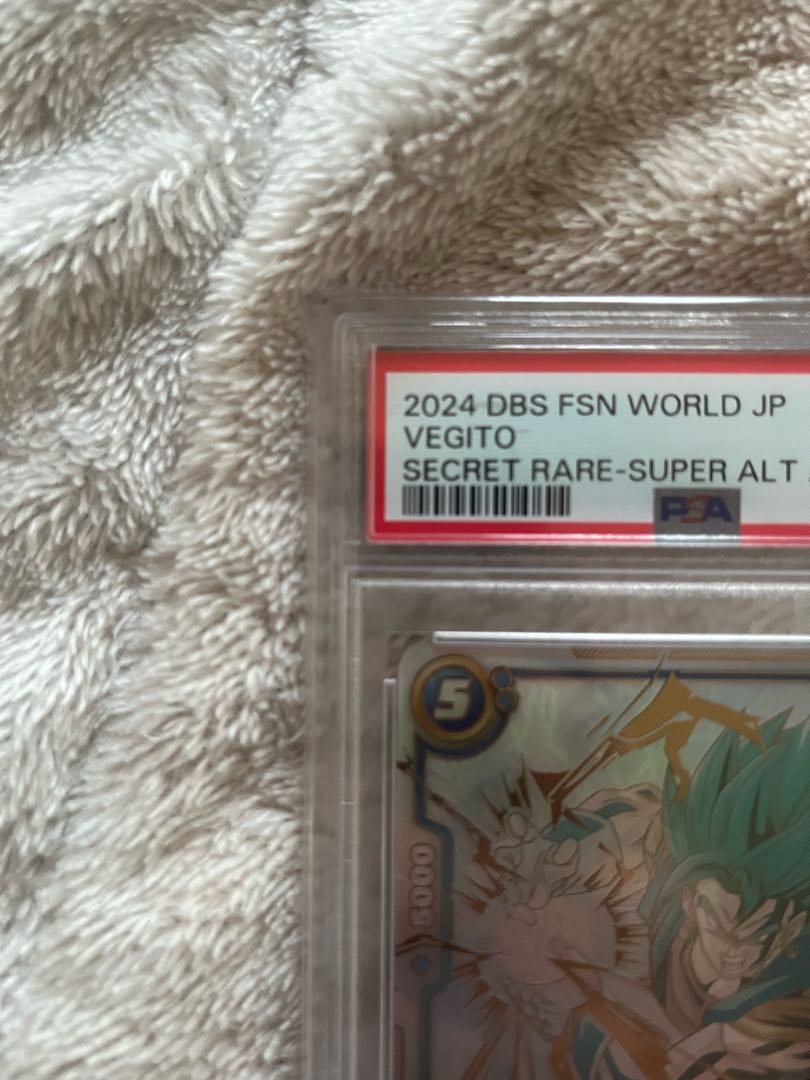 2024 DBS FSN WORLD JP
VEGITO
SECRET RARE-SUPER ALT
PSA
5
5000